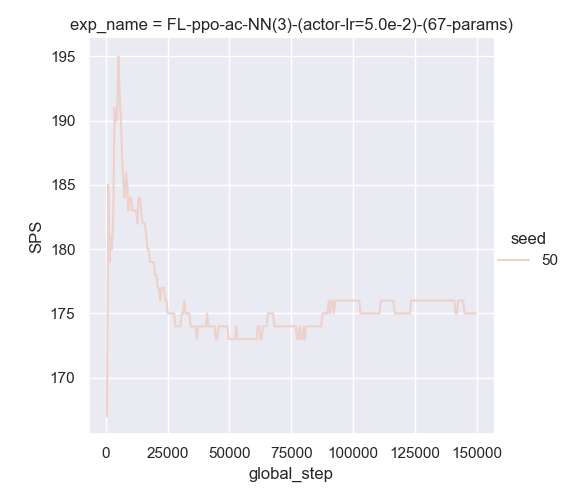 exp_name = FL-ppo-ac-NN(3)-(actor-lr=5.0e-2)-(67-params)
195
190
185
180
175
170
SPS
0 25000 50000 75000 100000 125000 150000
global_step
seed
50